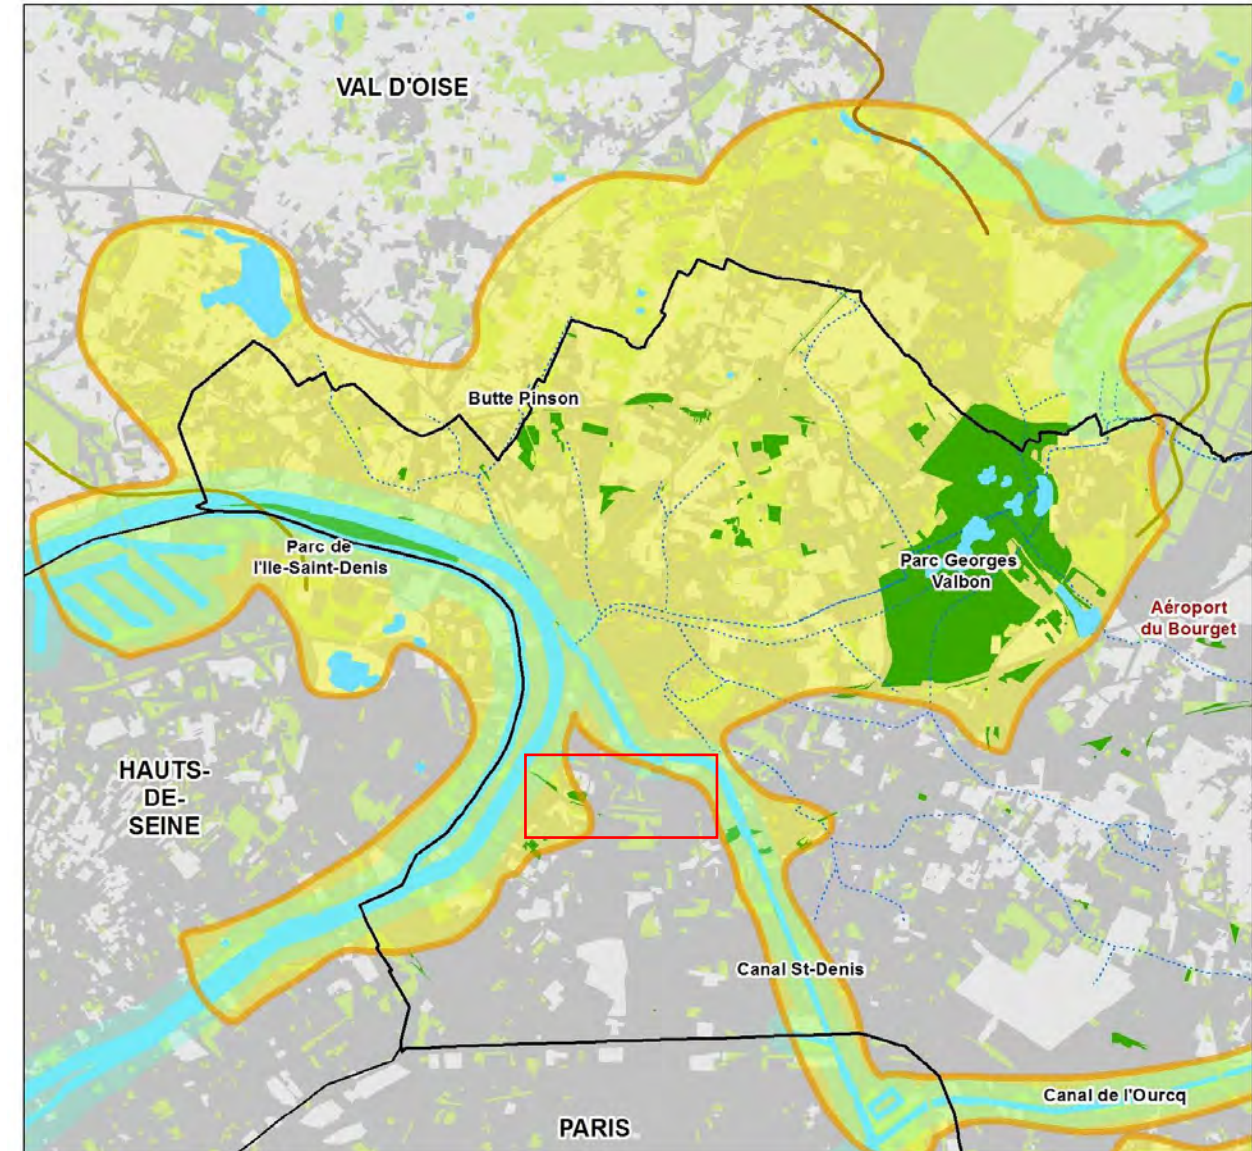 VAL D'OISE
Butte Pinson
Parc de
l'Ile-Saint-Denis
Parc Georges
Valbon
Aéroport
du Bourget
HAUTS-
DE-
SEINE
Canal St-Denis
Canal de l'Ourcq
PARIS